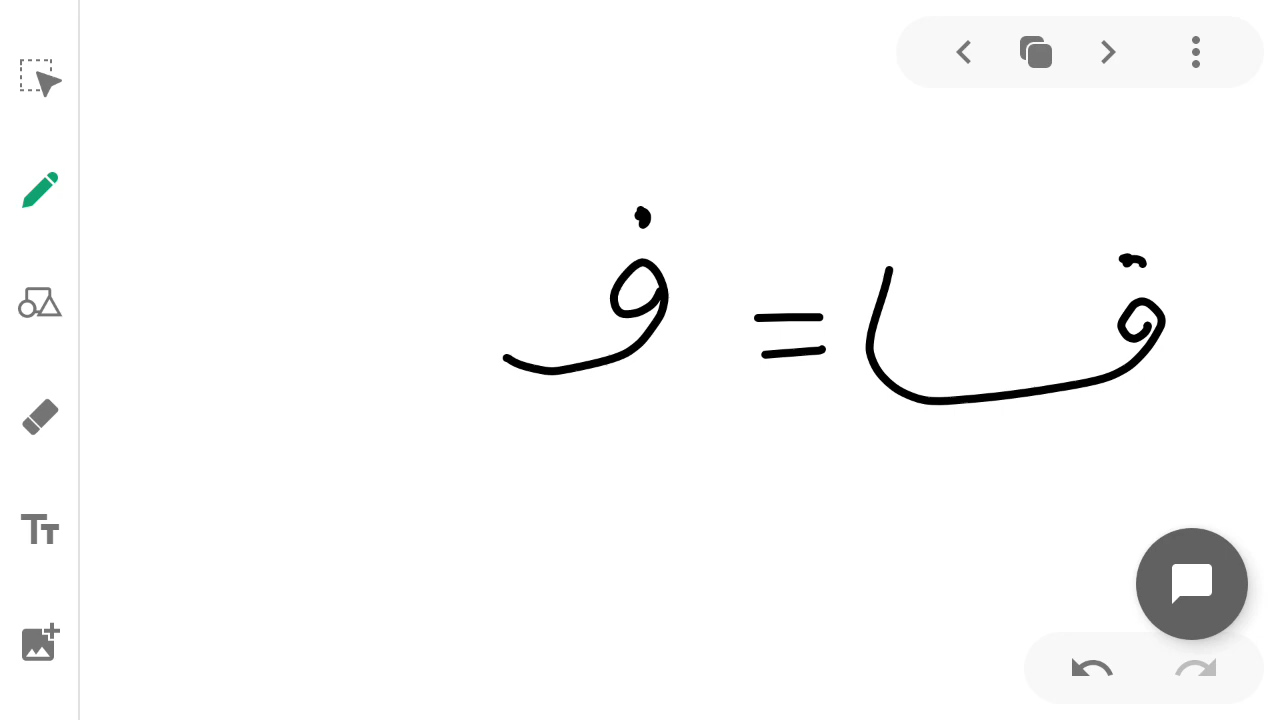 قا = ف